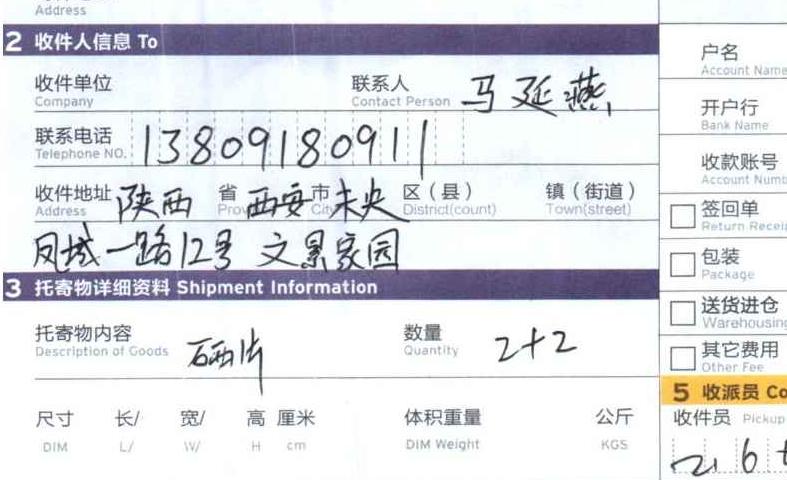 Address
2 收件人信息 To
收件单位 联系人 马延燕
Company Contact Person
联系电话 13809180911
Telephone NO.
收件地址 陕西 省 西安 市 未央 区（县） 镇（街道）
Address Prov City District(count) Town(street)
凤城一路12号 文景家园
3 托寄物详细资料 Shipment Information
托寄物内容 硒片 数量 2+2
Description of Goods Quantity
尺寸 长/ 宽/ 高 厘米 体积重量 公斤
DIM L/ W/ H cm DIM Weight KGS
户名
Account Name
开户行
Bank Name
收款账号
Account Numb
签回单
Return Receip
包装
Package
送货进仓
Warehousing
其它费用
Other Fee
5 收派员 Co
收件员 Pickup
2 6